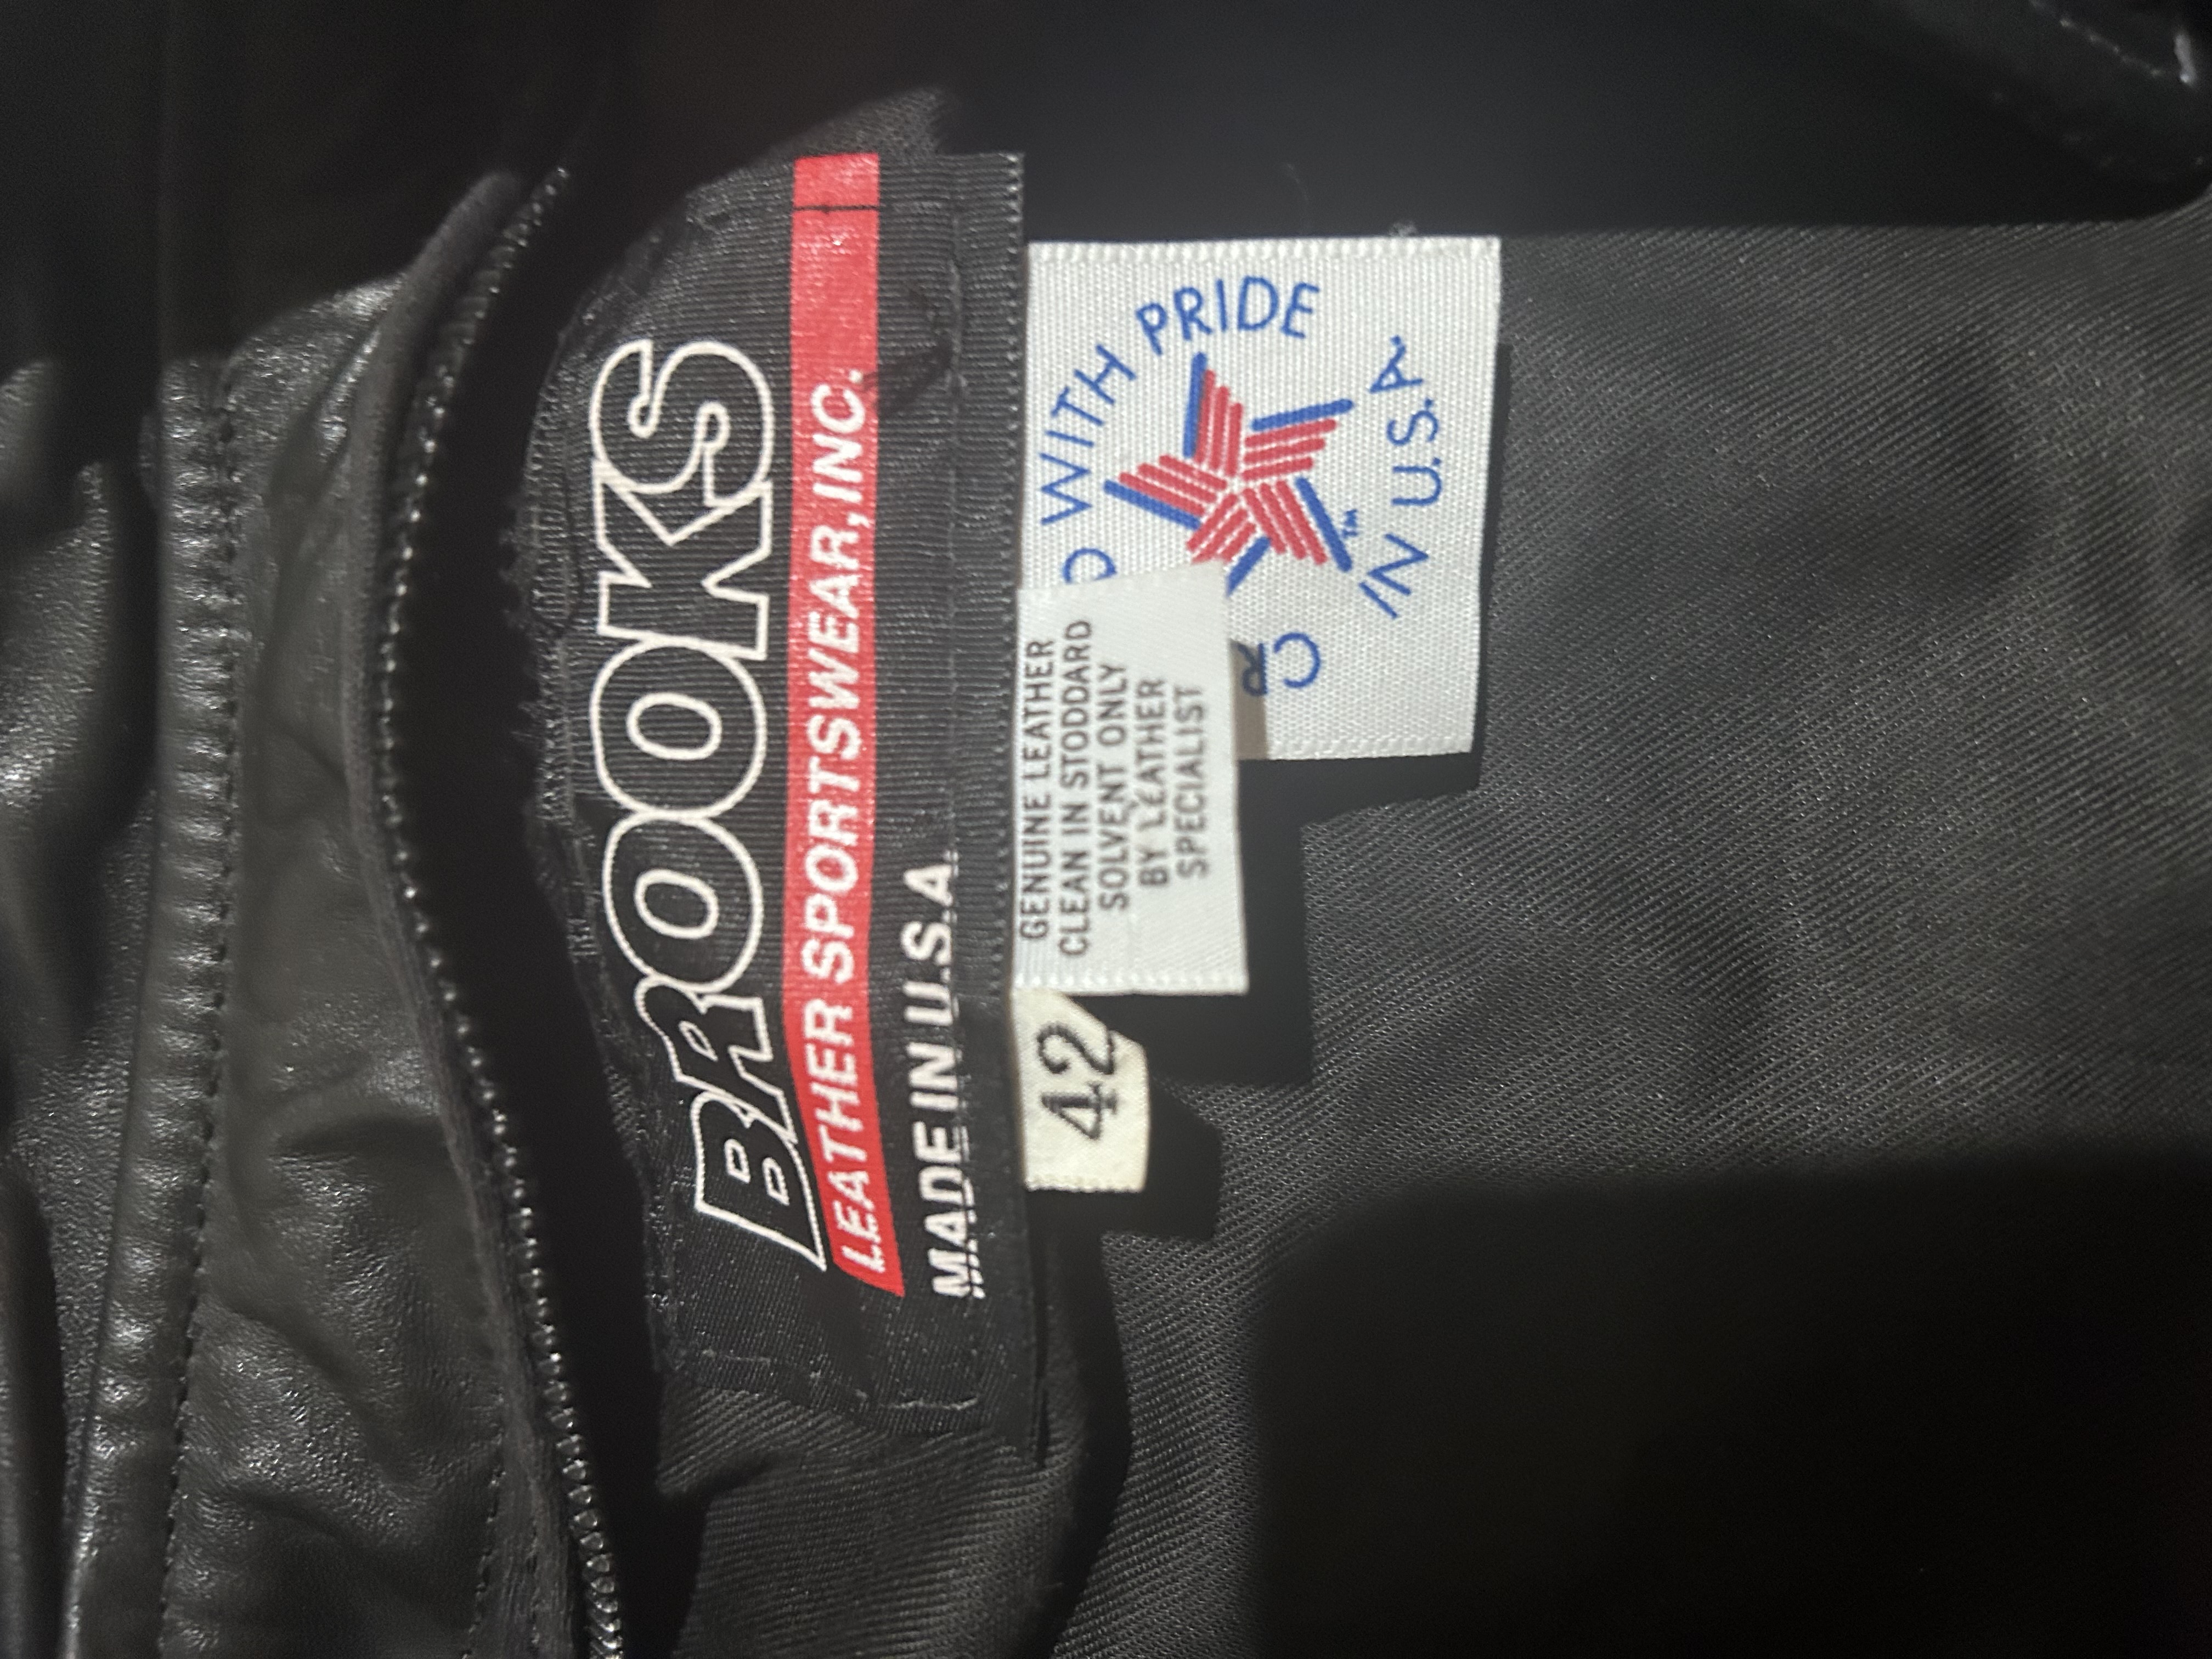 BROOKS
LEATHER SPORTSWEAR, INC.
MADE IN U.S.A.
42
GENUINE LEATHER
CLEAN IN STODDARD
SOLVENT ONLY
BY LEATHER
SPECIALIST
WITH PRIDE
IN U.S.A.
TM